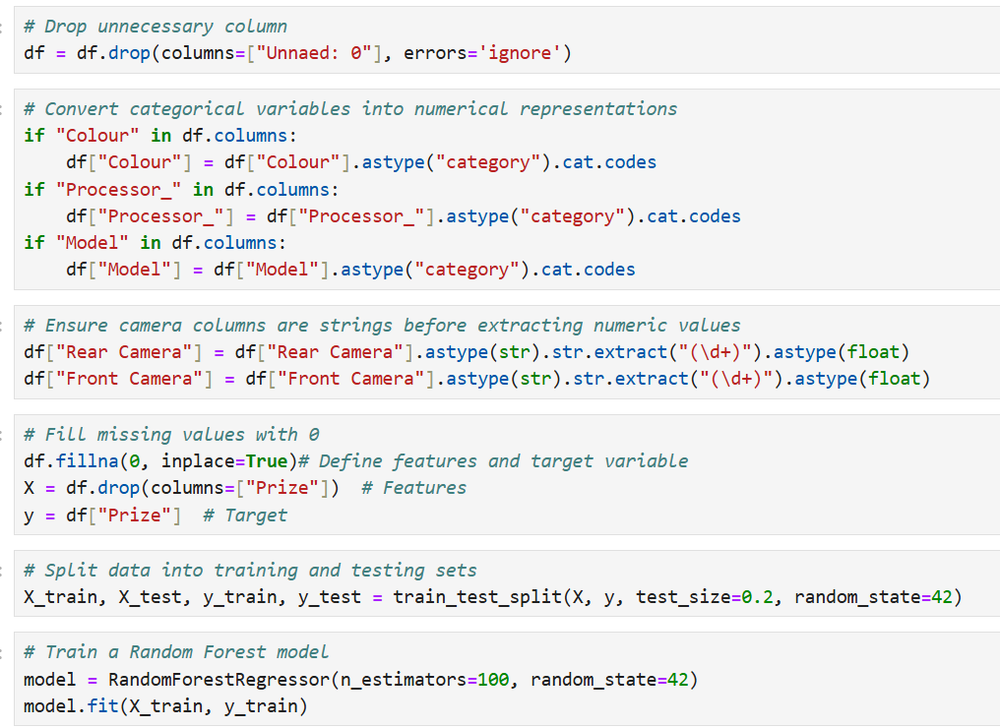 # Drop unnecessary column
df = df.drop(columns=["Unnaed: 0"], errors='ignore')
# Convert categorical variables into numerical representations
if "Colour" in df.columns:
    df["Colour"] = df["Colour"].astype("category").cat.codes
if "Processor_" in df.columns:
    df["Processor_"] = df["Processor_"].astype("category").cat.codes
if "Model" in df.columns:
    df["Model"] = df["Model"].astype("category").cat.codes
# Ensure camera columns are strings before extracting numeric values
df["Rear Camera"] = df["Rear Camera"].astype(str).str.extract("(\d+)").astype(float)
df["Front Camera"] = df["Front Camera"].astype(str).str.extract("(\d+)").astype(float)
# Fill missing values with 0
df.fillna(0, inplace=True)# Define features and target variable
X = df.drop(columns=["Prize"])  # Features
y = df["Prize"]  # Target
# Split data into training and testing sets
X_train, X_test, y_train, y_test = train_test_split(X, y, test_size=0.2, random_state=42)
# Train a Random Forest model
model = RandomForestRegressor(n_estimators=100, random_state=42)
model.fit(X_train, y_train)